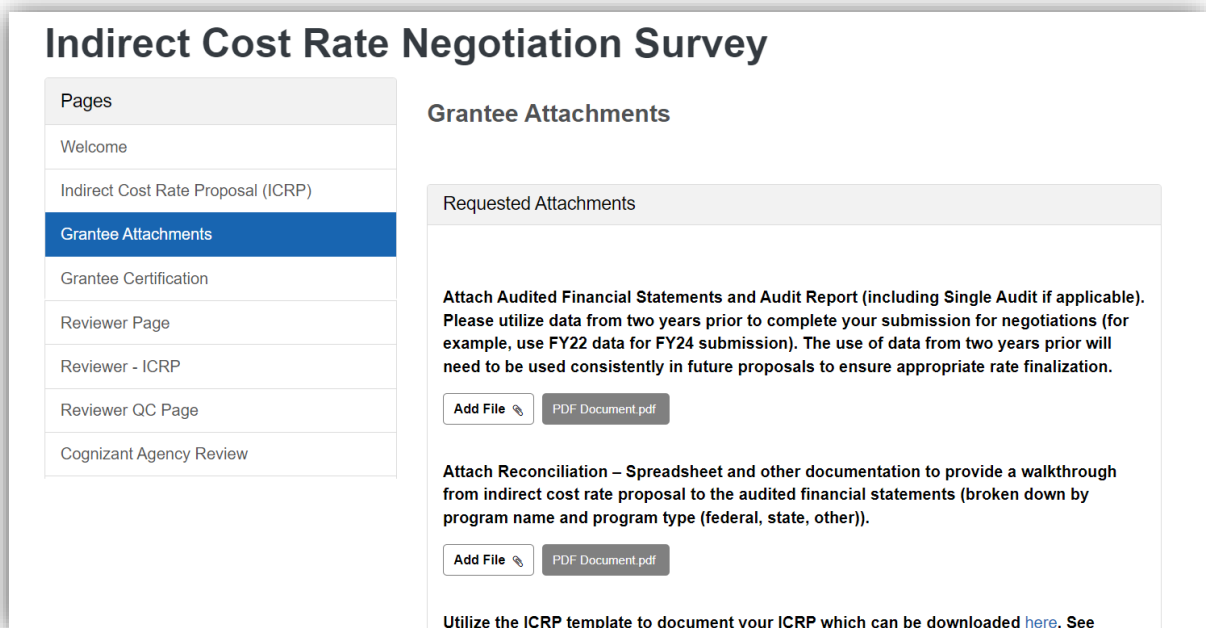 Indirect Cost Rate Negotiation Survey
Pages
Welcome
Indirect Cost Rate Proposal (ICRP)
Grantee Attachments
Grantee Certification
Reviewer Page
Reviewer - ICRP
Reviewer QC Page
Cognizant Agency Review
Grantee Attachments
Requested Attachments
Attach Audited Financial Statements and Audit Report (including Single Audit if applicable).
Please utilize data from two years prior to complete your submission for negotiations (for
example, use FY22 data for FY24 submission). The use of data from two years prior will
need to be used consistently in future proposals to ensure appropriate rate finalization.
Add File PDF Document.pdf
Attach Reconciliation – Spreadsheet and other documentation to provide a walkthrough
from indirect cost rate proposal to the audited financial statements (broken down by
program name and program type (federal, state, other)).
Add File PDF Document.pdf
Utilize the ICRP template to document your ICRP which can be downloaded here. See